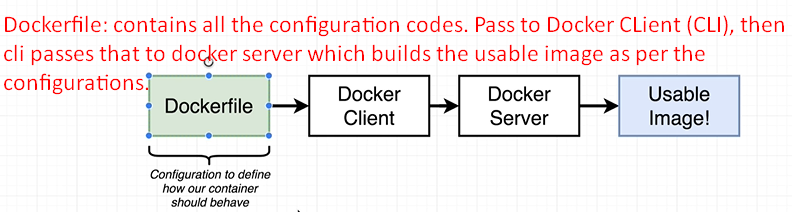 Dockerfile: contains all the configuration codes. Pass to Docker CLient (CLI), then
cli passes that to docker server which builds the usable image as per the
configurations.
Dockerfile
Docker
Client
Docker
Server
Usable
Image!
Configuration to define
how our container
should behave